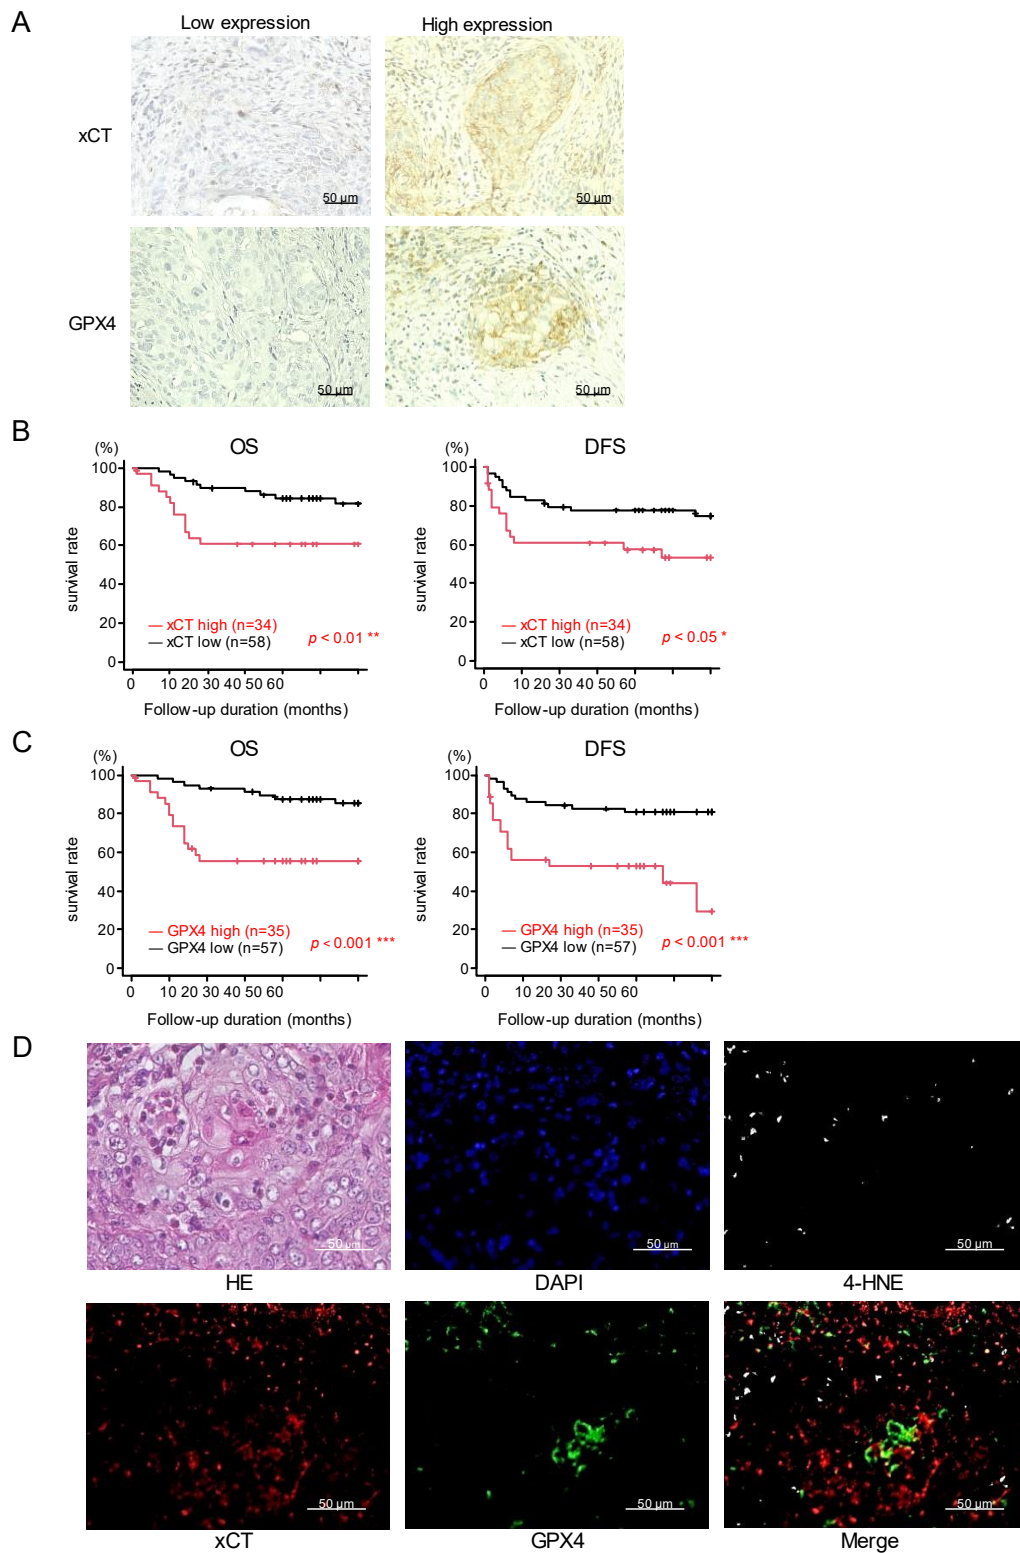 A
Low expression
High expression
xCT
50 µm
50 µm
GPX4
50 µm
50 µm
B
(%)
OS
100
80
60
40
20
0
survival rate
xCT high (n=34)
xCT low (n=58)
p < 0.01 **
0 10 20 30 40 50 60
Follow-up duration (months)
(%)
DFS
100
80
60
40
20
0
survival rate
xCT high (n=34)
xCT low (n=58)
p < 0.05 *
0 10 20 30 40 50 60
Follow-up duration (months)
C
(%)
OS
100
80
60
40
20
0
survival rate
GPX4 high (n=35)
GPX4 low (n=57)
p < 0.001 ***
0 10 20 30 40 50 60
Follow-up duration (months)
(%)
DFS
100
80
60
40
20
0
survival rate
GPX4 high (n=35)
GPX4 low (n=57)
p < 0.001 ***
0 10 20 30 40 50 60
Follow-up duration (months)
D
50 µm
50 µm
50 µm
HE
DAPI
4-HNE
50 µm
50 µm
50 µm
xCT
GPX4
Merge